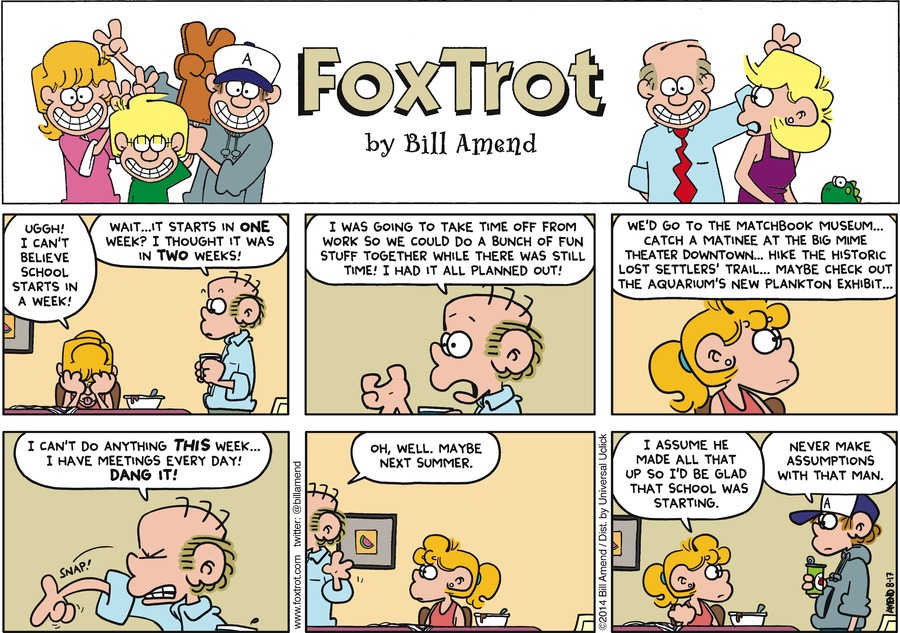 A
FOXTROT
by Bill Amend
UGGH!
I CAN'T
BELIEVE
SCHOOL
STARTS IN
A WEEK!
WAIT...IT STARTS IN ONE
WEEK? I THOUGHT IT WAS
IN TWO WEEKS!
I WAS GOING TO TAKE TIME OFF FROM
WORK SO WE COULD DO A BUNCH OF FUN
STUFF TOGETHER WHILE THERE WAS STILL
TIME! I HAD IT ALL PLANNED OUT!
WE'D GO TO THE MATCHBOOK MUSEUM...
CATCH A MATINEE AT THE BIG MIME
THEATER DOWNTOWN... HIKE THE HISTORIC
LOST SETTLERS' TRAIL... MAYBE CHECK OUT
THE AQUARIUM'S NEW PLANKTON EXHIBIT...
I CAN'T DO ANYTHING THIS WEEK...
I HAVE MEETINGS EVERY DAY!
DANG IT!
SNAP!
www.foxtrot.com twitter: @billamend
OH, WELL. MAYBE
NEXT SUMMER.
©2014 Bill Amend / Dist. by Universal Uclick
I ASSUME HE
MADE ALL THAT
UP SO I'D BE GLAD
THAT SCHOOL WAS
STARTING.
NEVER MAKE
ASSUMPTIONS
WITH THAT MAN.
A
AMEND 8-17